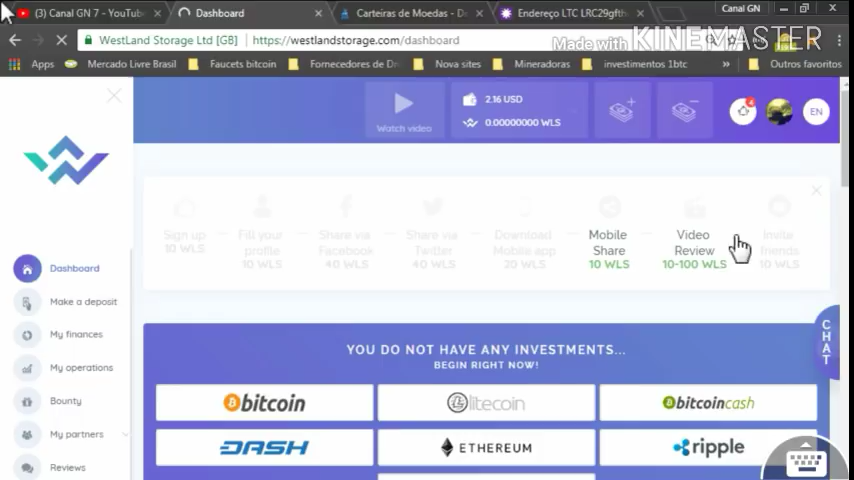 (3) Canal GN 7 - YouTube
Dashboard
Carteiras de Moedas - De
Endereço LTC
Canal GN
WestLand Storage Ltd [GB]
https://westlandstorage.com/dashboard
Made with KINEMASTER
Apps
Mercado Livre Brasil
Faucets bitcoin
Fornecedores de Dr
Nova sites
Mineradoras
investimentos 1btc
»
Outros favoritos
Watch video
2.16 USD
0.00000000 WLS
4
EN
Sign up
10 WLS
Fill your
profile
10 WLS
Share via
Facebook
40 WLS
Share via
Twitter
40 WLS
Download
Mobile app
20 WLS
Mobile
Share
10 WLS
Video
Review
10-100 WLS
Invite
friends
10 WLS
Dashboard
Make a deposit
My finances
My operations
Bounty
My partners
Reviews
CHAT
YOU DO NOT HAVE ANY INVESTMENTS...
BEGIN RIGHT NOW!
bitcoin
litecoin
bitcoincash
DASH
ETHEREUM
ripple